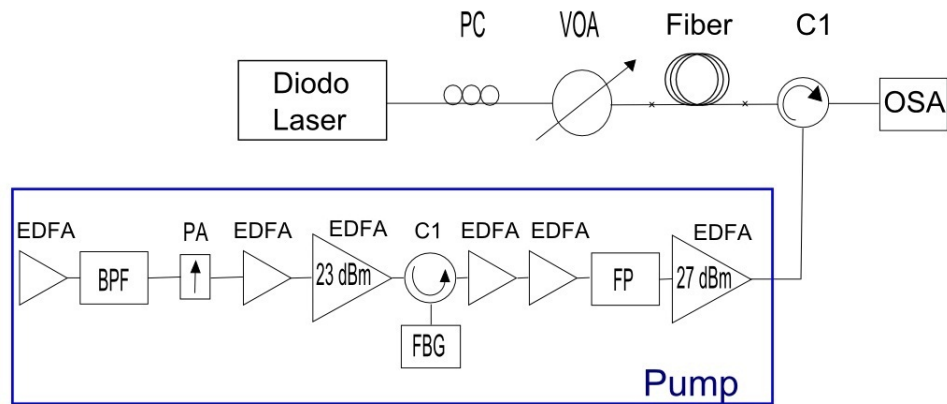 PC VOA Fiber C1
Diodo
Laser
OSA
EDFA PA EDFA EDFA C1 EDFA EDFA EDFA
BPF 23 dBm FP 27 dBm
FBG
Pump